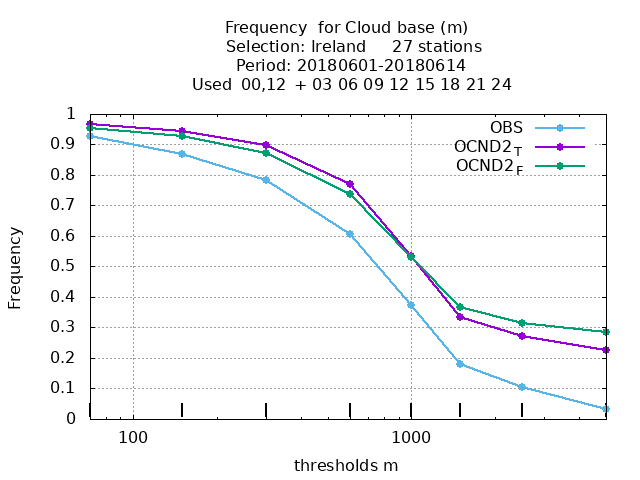 Frequency  for Cloud base (m)
Selection: Ireland     27 stations
Period: 20180601-20180614
Used  00,12  + 03 06 09 12 15 18 21 24
OBS
OCND2T
OCND2F
1
0.9
0.8
0.7
0.6
0.5
0.4
0.3
0.2
0.1
0
Frequency
100
1000
thresholds m